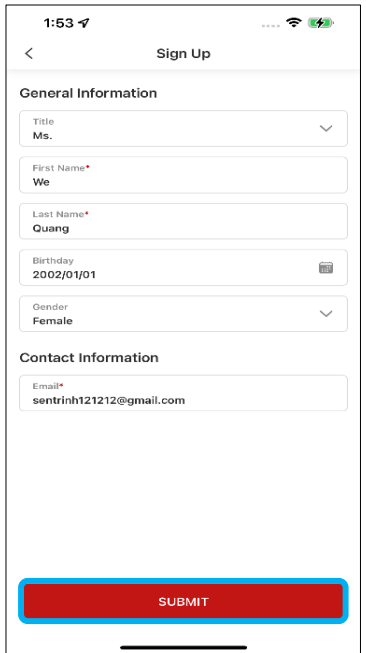 1:53
Sign Up
General Information
Title
Ms.
First Name*
We
Last Name*
Quang
Birthday
2002/01/01
Gender
Female
Contact Information
Email*
sentrinh121212@gmail.com
SUBMIT